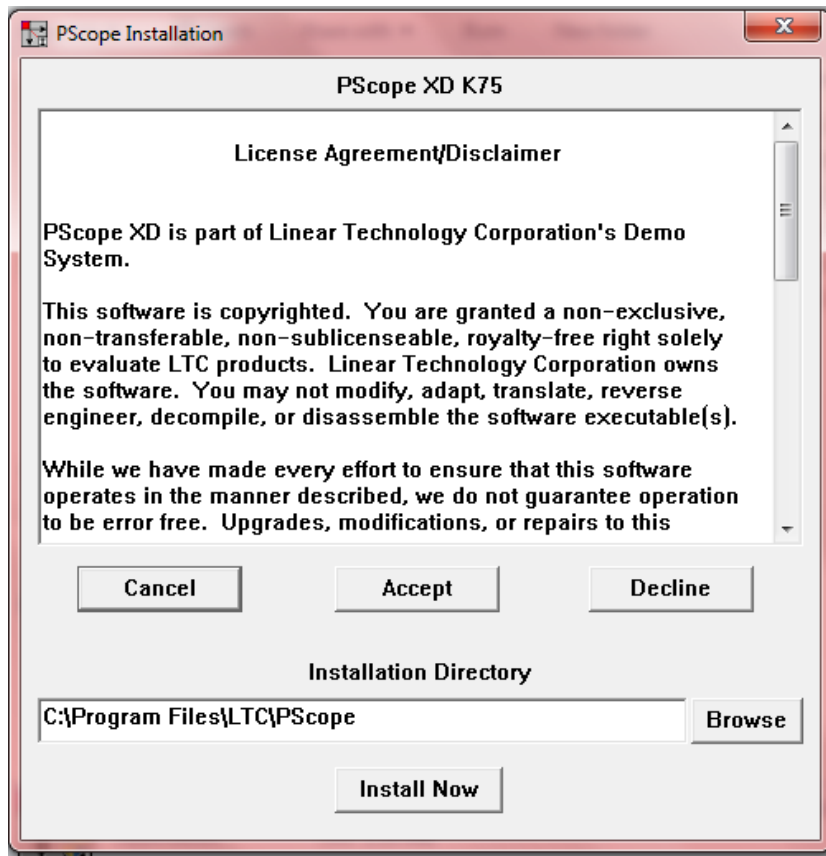 PScope Installation
PScope XD K75
License Agreement/Disclaimer
PScope XD is part of Linear Technology Corporation's Demo
System.
This software is copyrighted.  You are granted a non-exclusive,
non-transferable, non-sublicenseable, royalty-free right solely
to evaluate LTC products.  Linear Technology Corporation owns
the software.  You may not modify, adapt, translate, reverse
engineer, decompile, or disassemble the software executable(s).
While we have made every effort to ensure that this software
operates in the manner described, we do not guarantee operation
to be error free.  Upgrades, modifications, or repairs to this
Cancel Accept Decline
Installation Directory
C:\Program Files\LTC\PScope Browse
Install Now